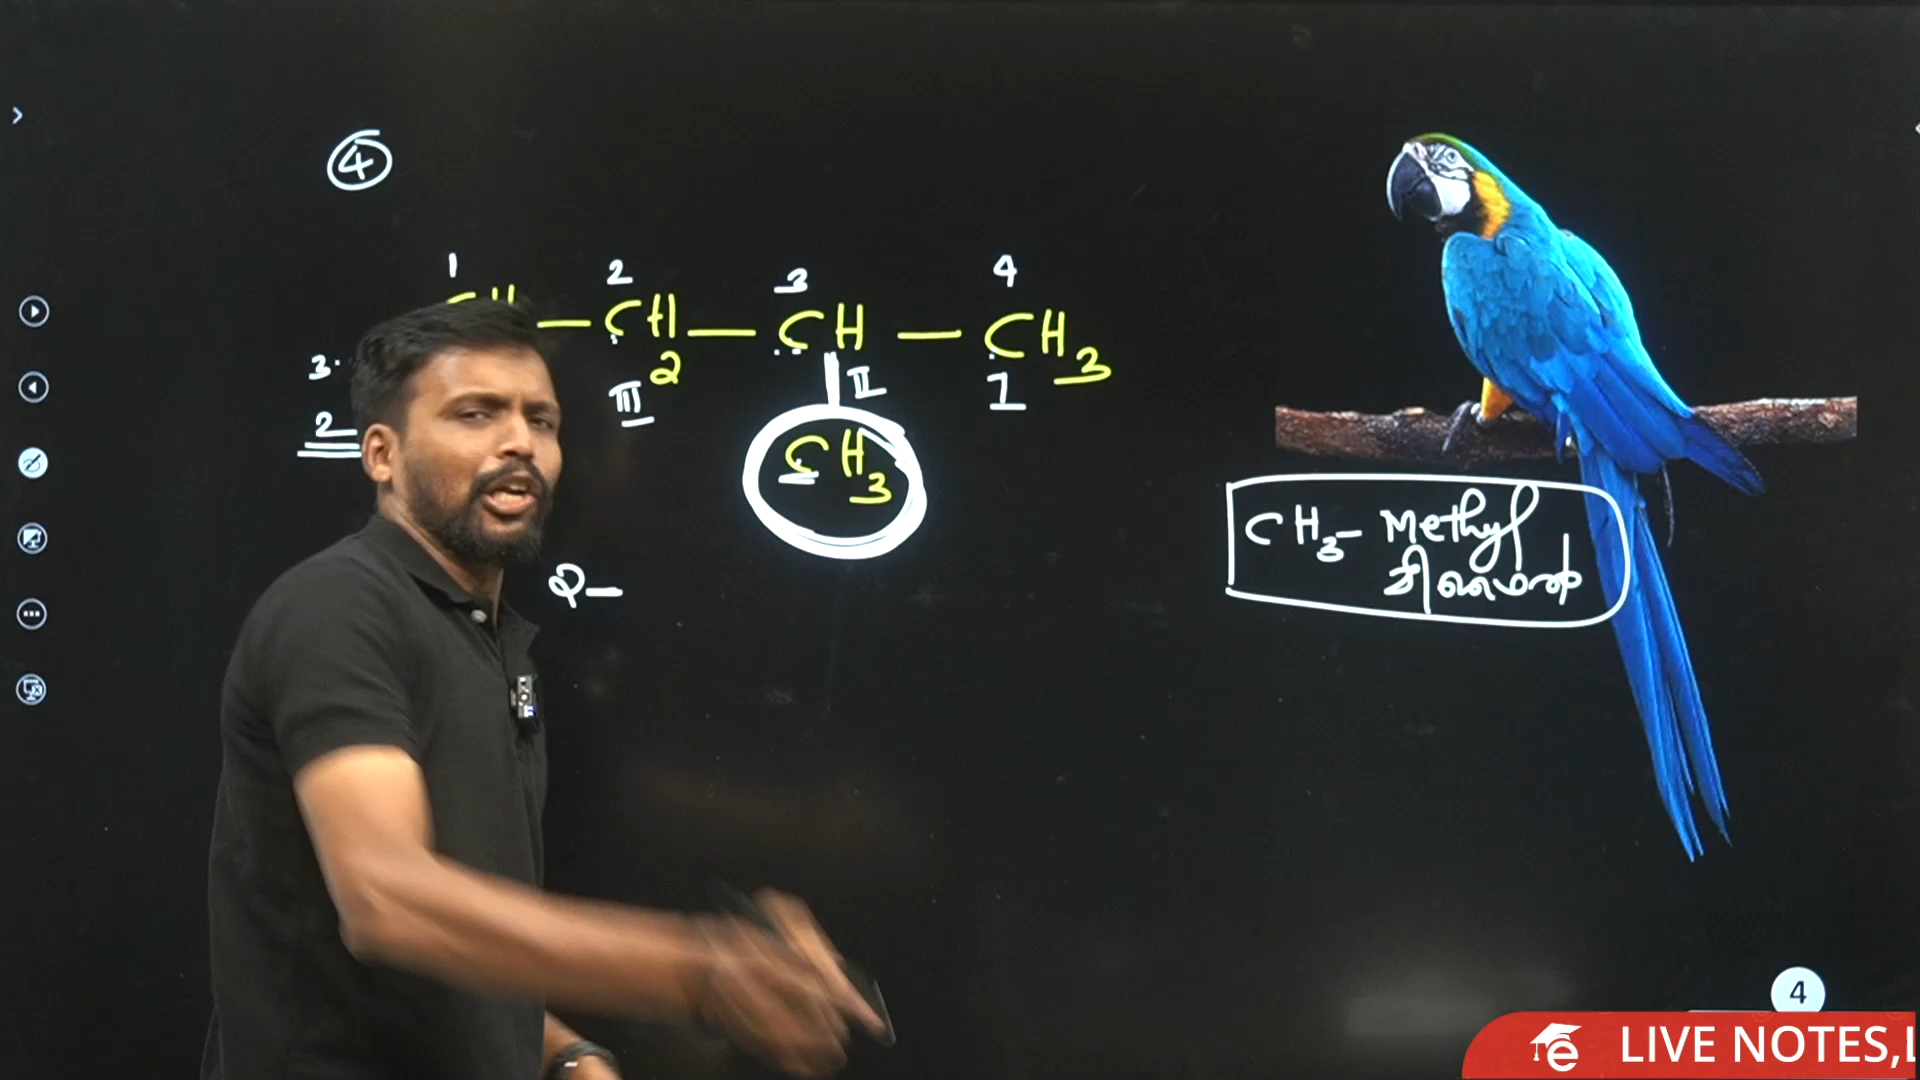 4
1 2 3 4
CH — CH2 — CH — CH3
3.
III II I
2
CH3
CH3- Methyl
2-
4
LIVE NOTES,L